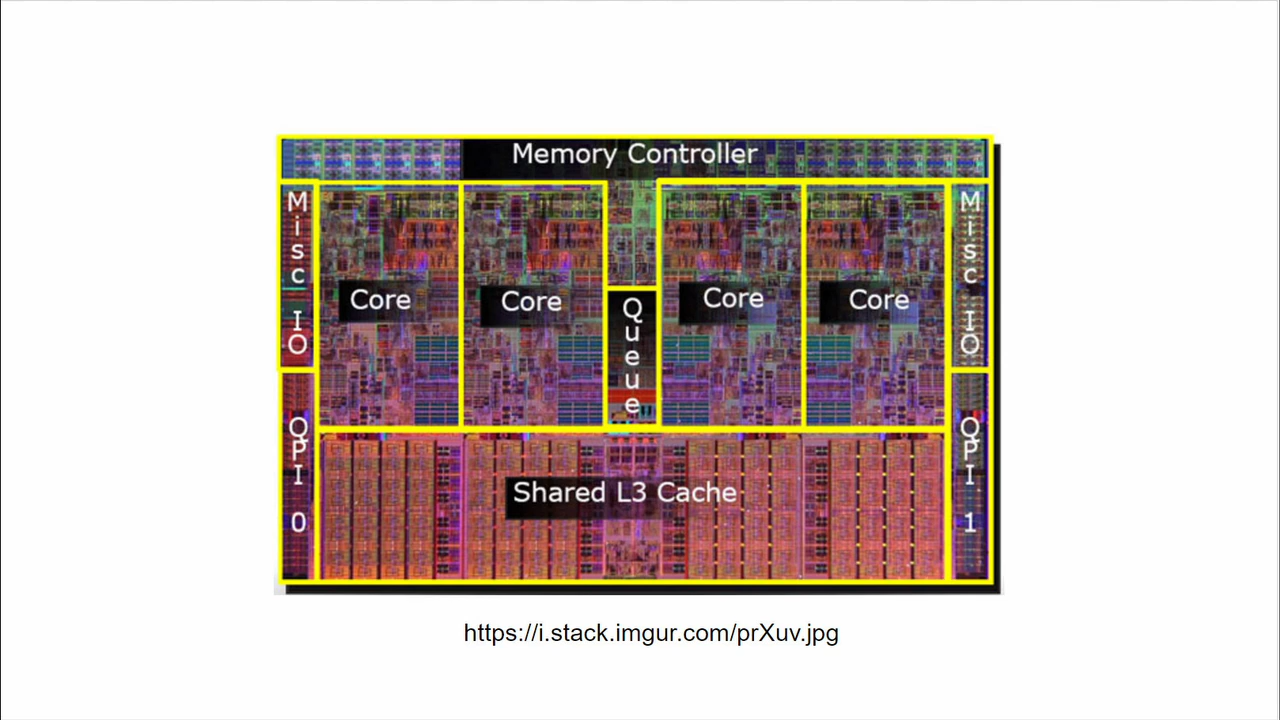 Memory Controller
Misc IO
Core
Core
Queue
Core
Core
Misc IO
QPI 0
Shared L3 Cache
QPI 1
https://i.stack.imgur.com/prXuv.jpg